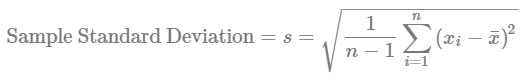 Sample Standard Deviation = s = √( 1/(n − 1) ∑_{i=1}^{n} (x_i − x̄)² )